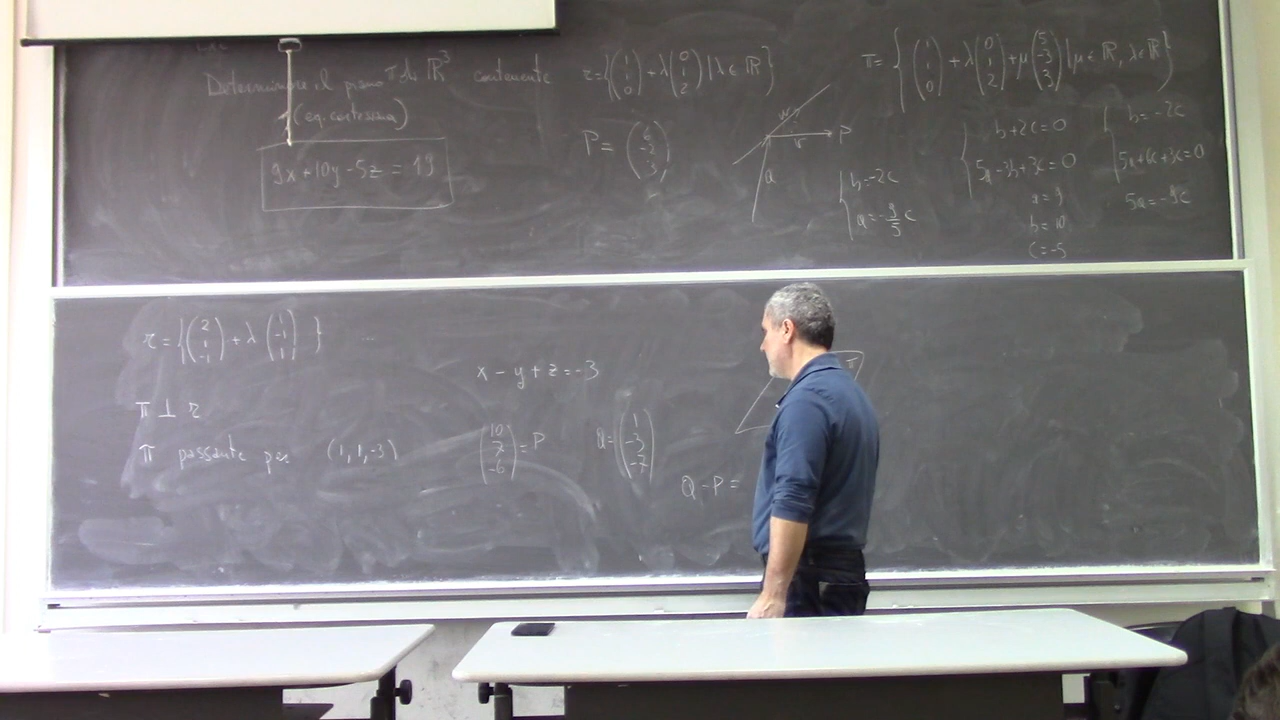 Determinare il piano π di ℝ³ contenente r={(1 1 0) + λ(0 1 2) | λ ∈ ℝ}
(eq. cartesiana)
9x+10y-5z = 19
P = (6 -2 3)
w
v
P
Q
b=-2c
a=-9/5 c
π = {(1 1 0) + λ(0 1 2) + μ(5 -3 3) | μ ∈ ℝ, λ ∈ ℝ}
b+2c=0
5a-3b+3c=0
a=9
b=10
c=-5
b=-2c
5a+6c+3c=0
5a=-9c
r={(2 1 -1) + λ(1 -1 1)} ...
π ⊥ r
π passante per (1,1,-3)
x - y + z = -3
(10 7 -6) = P
Q = (1 -3 -7)
Q-P=
π